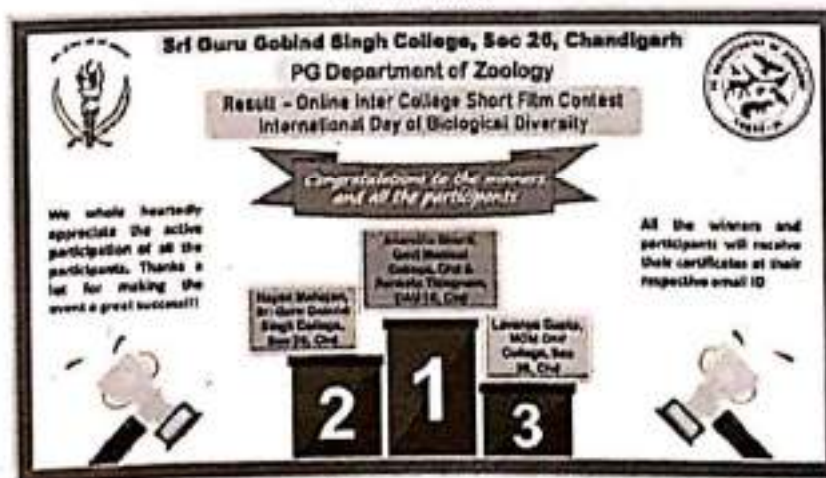 Sri Guru Gobind Singh College, Sec 26, Chandigarh
PG Department of Zoology
Result - Online Inter College Short Film Contest
International Day of Biological Diversity
Congratulations to the winners
and all the participants
We whole heartedly
appreciate the active
participation of all the
participants. Thanks a
lot for making the
event a great success!!!
All the winners and
participants will receive
their certificates at their
respective email ID
Govt Medical
College, Chd &
Mahajan,
Sri Guru Gobind
Singh College,
Sec 26, Chd
Lavanya Gupta,
MCM DAV
College, Sec
36, Chd
2
1
3